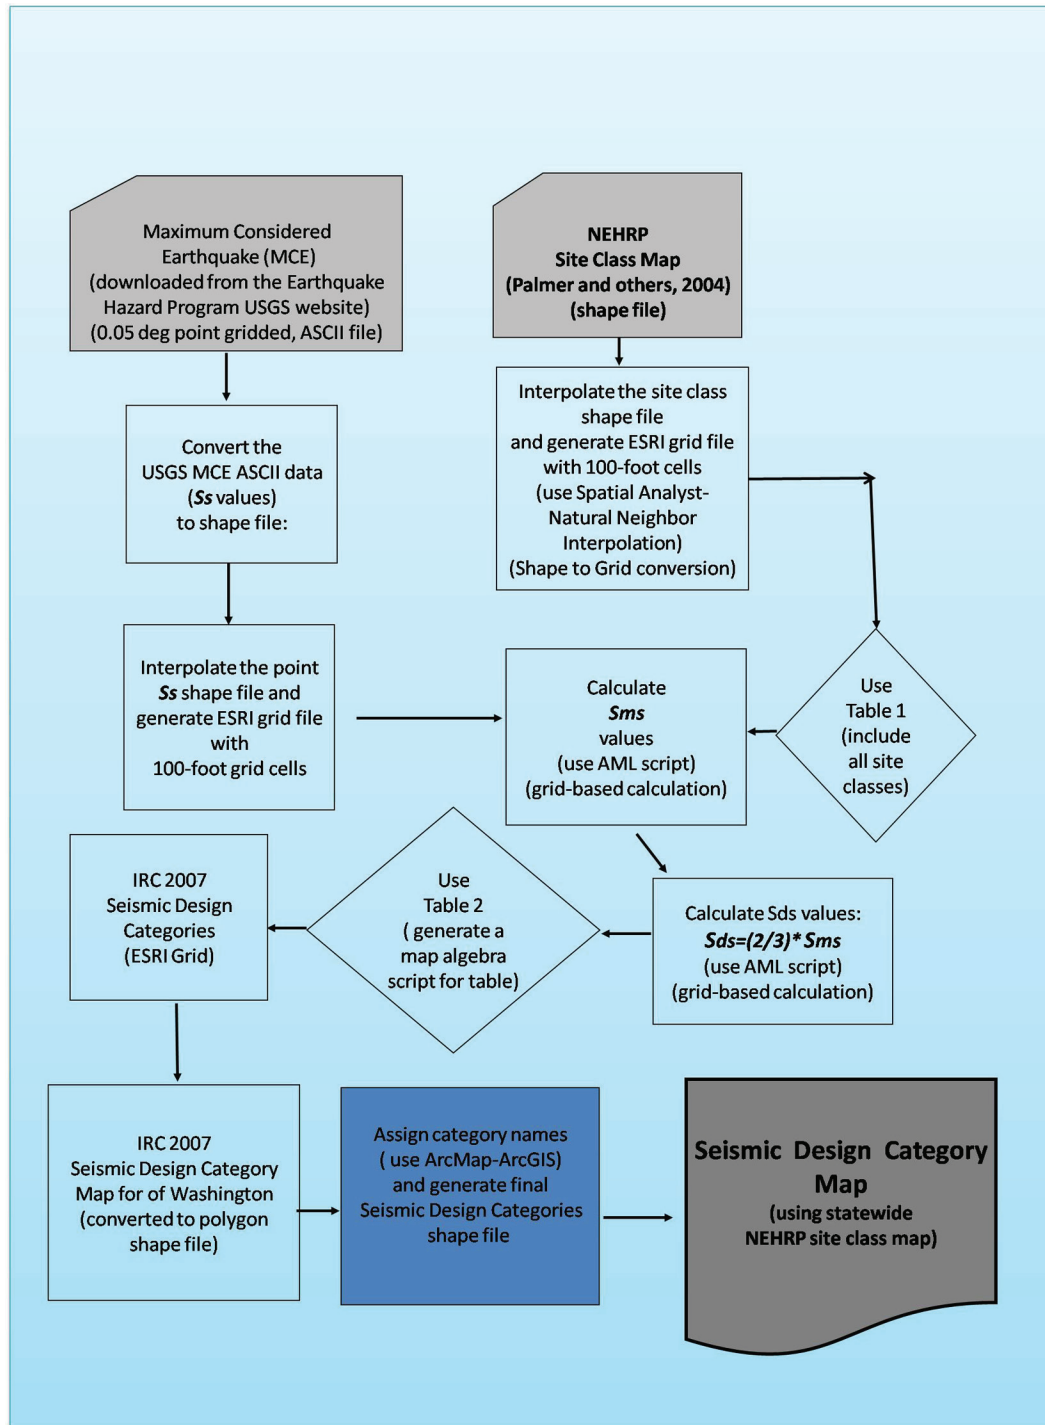 Maximum Considered
Earthquake (MCE)
(downloaded from the Earthquake
Hazard Program USGS website)
(0.05 deg point gridded, ASCII file)
NEHRP
Site Class Map
(Palmer and others, 2004)
(shape file)
Convert the
USGS MCE ASCII data
(Ss values)
to shape file:
Interpolate the site class
shape file
and generate ESRI grid file
with 100-foot cells
(use Spatial Analyst-
Natural Neighbor
Interpolation)
(Shape to Grid conversion)
Interpolate the point
Ss shape file and
generate ESRI grid file
with
100-foot grid cells
Calculate
Sms
values
(use AML script)
(grid-based calculation)
Use
Table 1
(include
all site
classes)
IRC 2007
Seismic Design
Categories
(ESRI Grid)
Use
Table 2
( generate a
map algebra
script for table)
Calculate Sds values:
Sds=(2/3)* Sms
(use AML script)
(grid-based calculation)
IRC 2007
Seismic Design Category
Map for of Washington
(converted to polygon
shape file)
Assign category names
( use ArcMap-ArcGIS)
and generate final
Seismic Design Categories
shape file
Seismic Design Category
Map
(using statewide
NEHRP site class map)